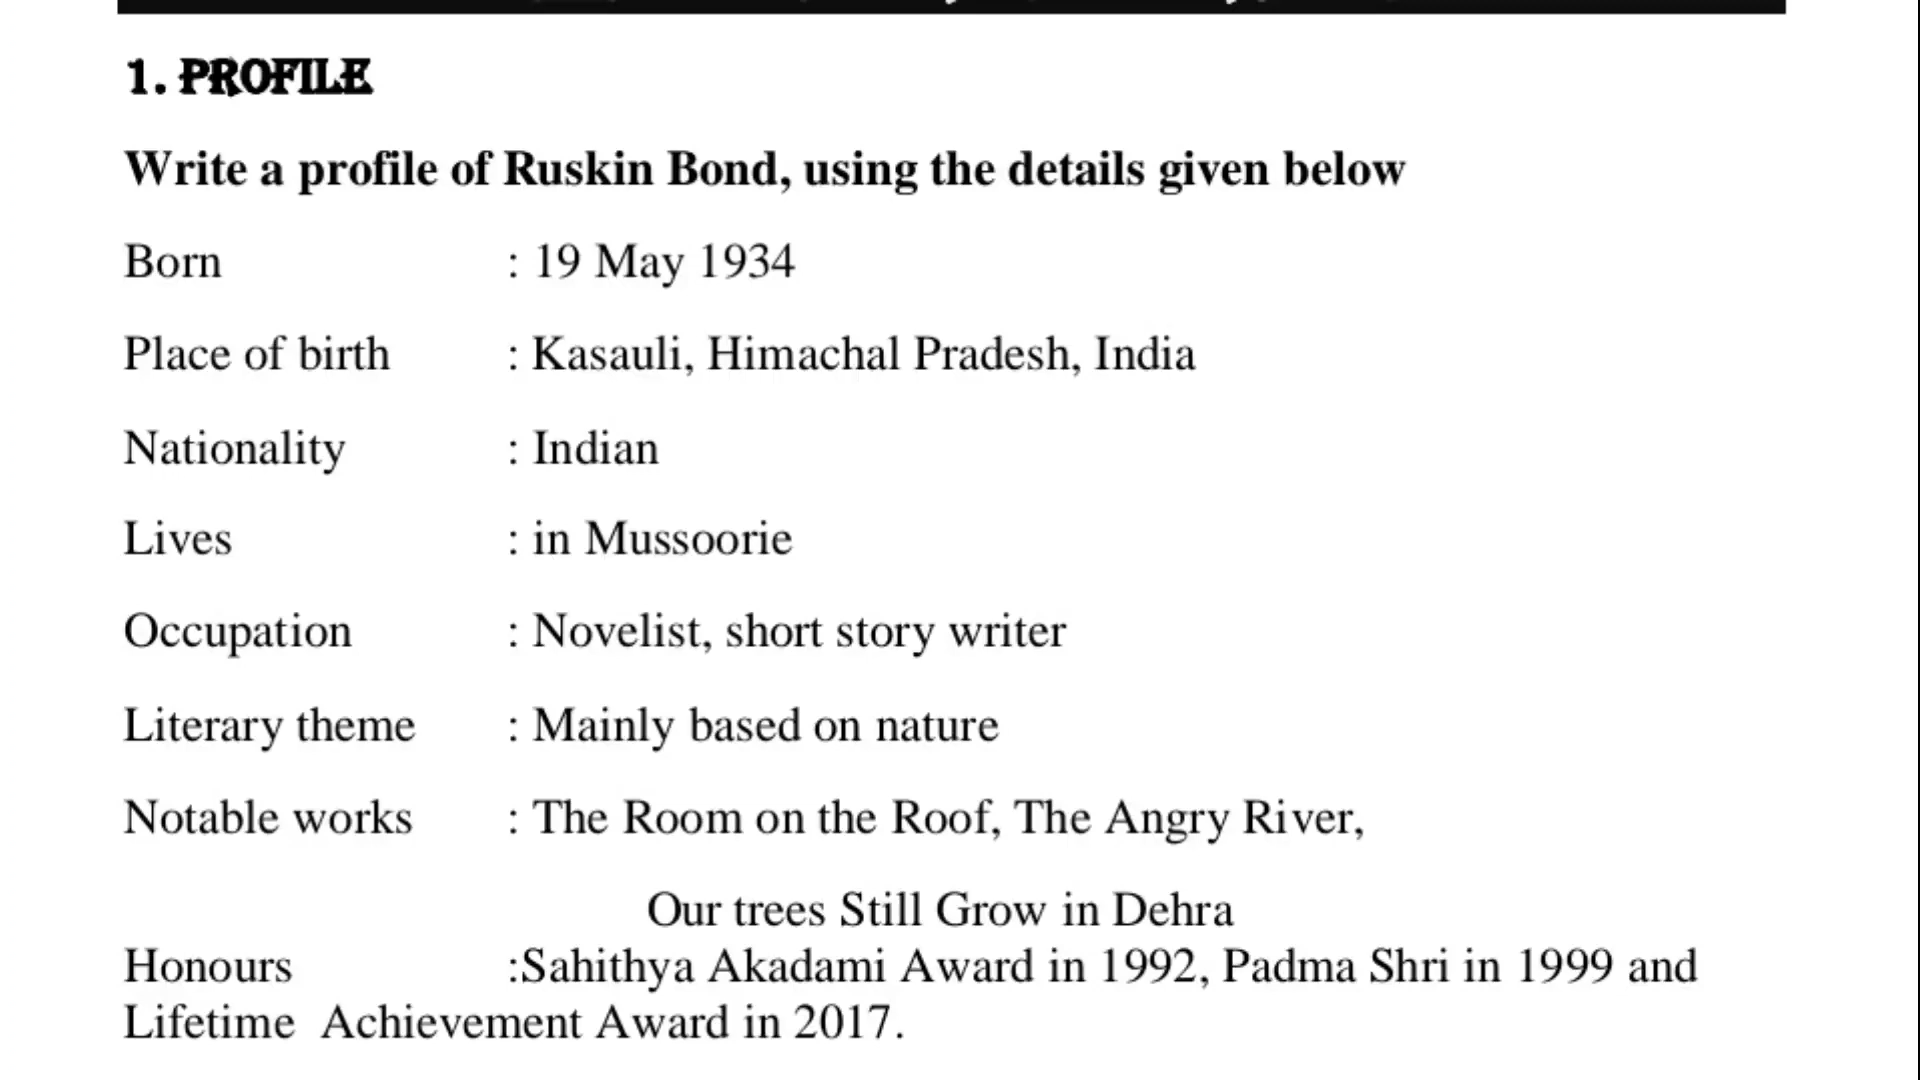 1. PROFILE
Write a profile of Ruskin Bond, using the details given below
Born : 19 May 1934
Place of birth : Kasauli, Himachal Pradesh, India
Nationality : Indian
Lives : in Mussoorie
Occupation : Novelist, short story writer
Literary theme : Mainly based on nature
Notable works : The Room on the Roof, The Angry River,
Our trees Still Grow in Dehra
Honours :Sahithya Akadami Award in 1992, Padma Shri in 1999 and
Lifetime Achievement Award in 2017.